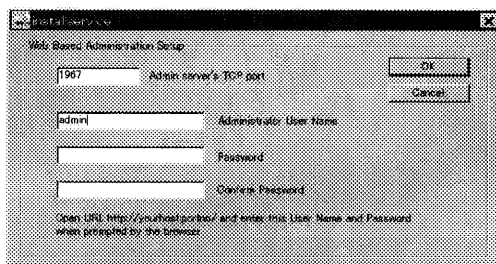 installservice
Web Based Administration Setup
1967 Admin server's TCP port
OK
Cancel
admin Administrator User Name
Password
Confirm Password
Open URL http://yourhost:portno/ and enter this User Name and Password
when prompted by the browser